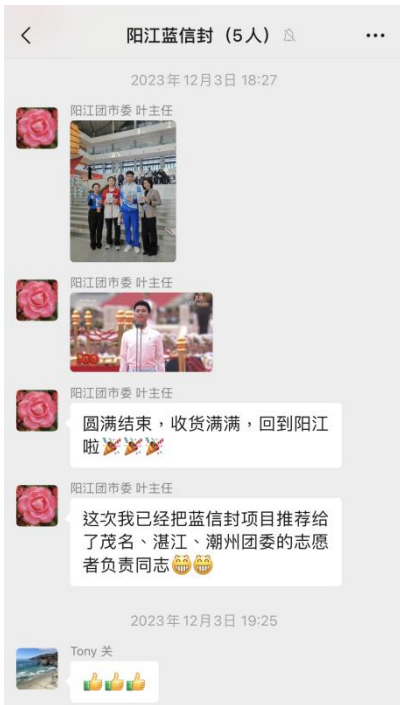 阳江蓝信封（5人）
2023年12月3日 18:27
阳江团市委 叶主任
阳江团市委 叶主任
阳江团市委 叶主任
圆满结束，收货满满，回到阳江
啦🎉🎉🎉
阳江团市委 叶主任
这次我已经把蓝信封项目推荐给
了茂名、湛江、潮州团委的志愿
者负责同志😁😁
2023年12月3日 19:25
Tony 关
👍👍👍